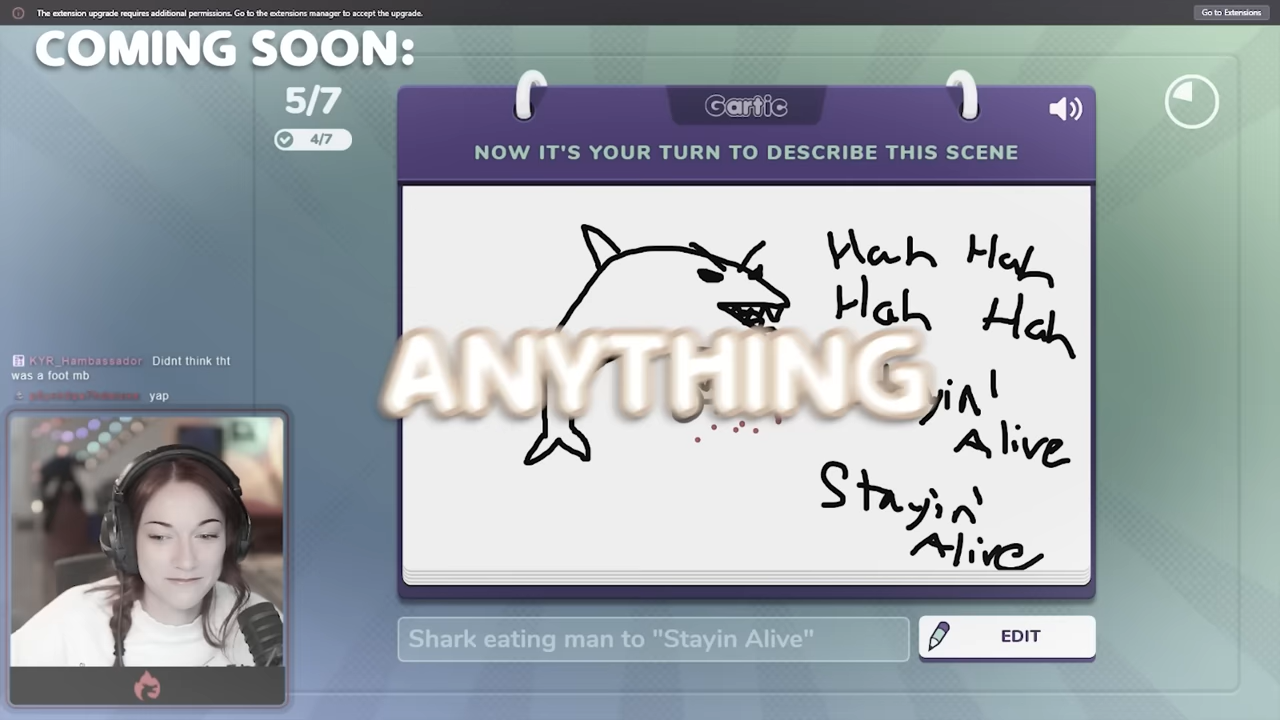 The extension upgrade requires additional permissions. Go to the extensions manager to accept the upgrade.
Go to Extensions
COMING SOON:
5/7
4/7
Gartic
NOW IT'S YOUR TURN TO DESCRIBE THIS SCENE
Hah Hah
Hah Hah
ANYTHING
yin'
Alive
Stayin'
Alive
KYR_Hambassador Didnt think tht
was a foot mb
yap
Shark eating man to "Stayin Alive"
EDIT